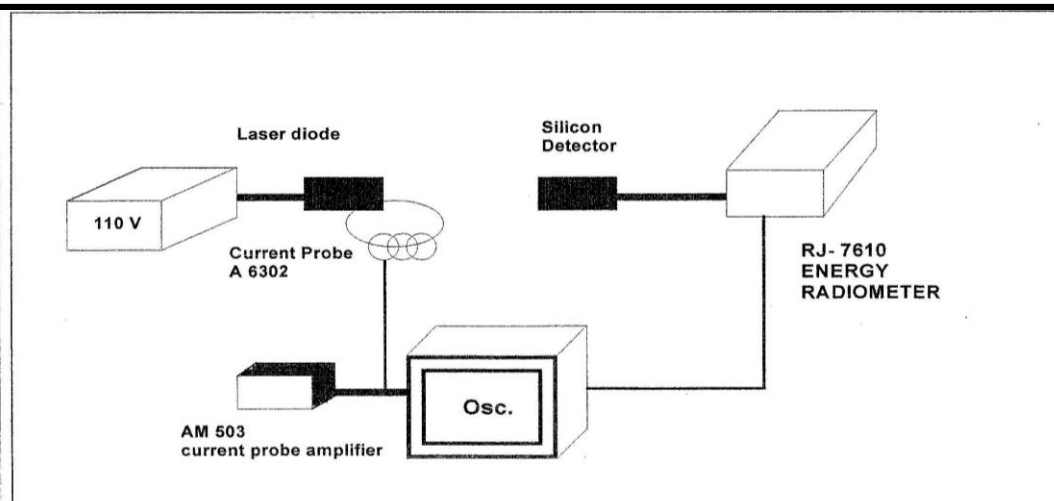 Laser diode
Silicon
Detector
110 V
Current Probe
A 6302
RJ- 7610
ENERGY
RADIOMETER
Osc.
AM 503
current probe amplifier